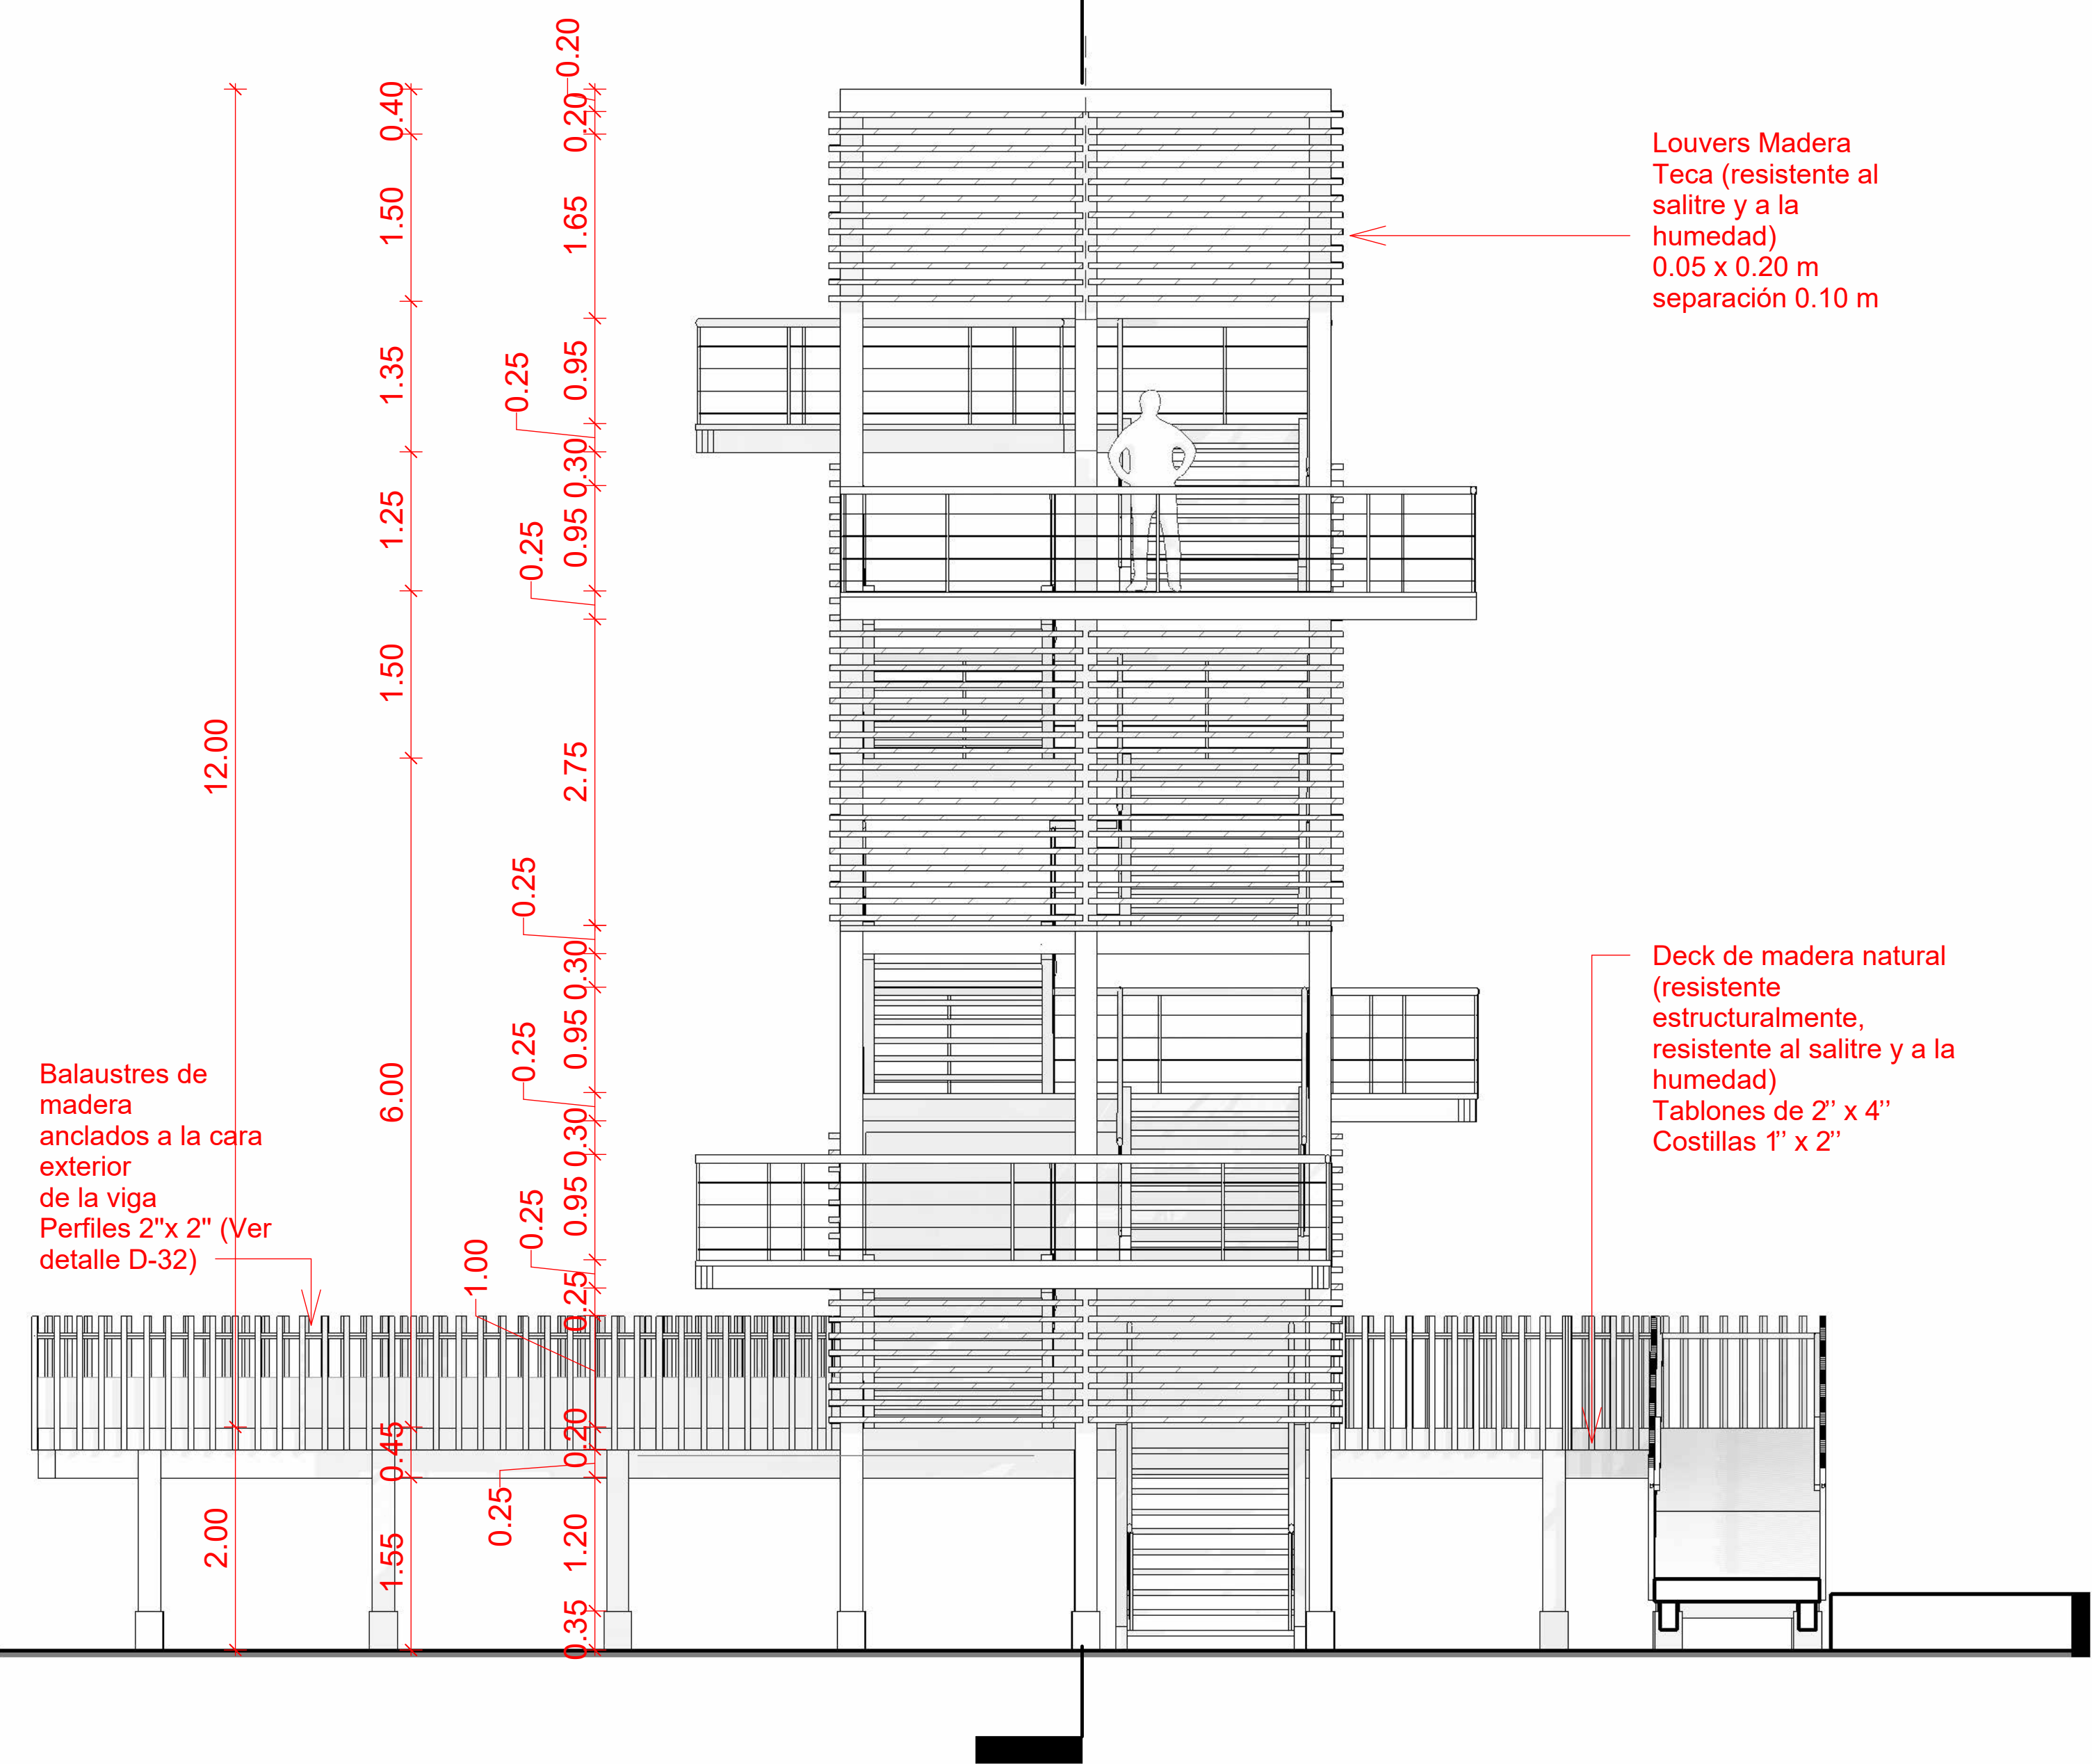 0.20
0.40
0.20
1.50
1.65
1.35
0.25
0.95
0.30
1.25
0.25
0.95
1.50
12.00
2.75
0.25
0.30
6.00
0.25
0.95
0.30
0.25
0.95
1.00
0.25
0.45
0.20
0.25
2.00
1.55
1.20
0.35
Louvers Madera
Teca (resistente al
salitre y a la
humedad)
0.05 x 0.20 m
separación 0.10 m
Deck de madera natural
(resistente
estructuralmente,
resistente al salitre y a la
humedad)
Tablones de 2’’ x 4’’
Costillas 1’’ x 2’’
Balaustres de
madera
anclados a la cara
exterior
de la viga
Perfiles 2"x 2" (Ver
detalle D-32)